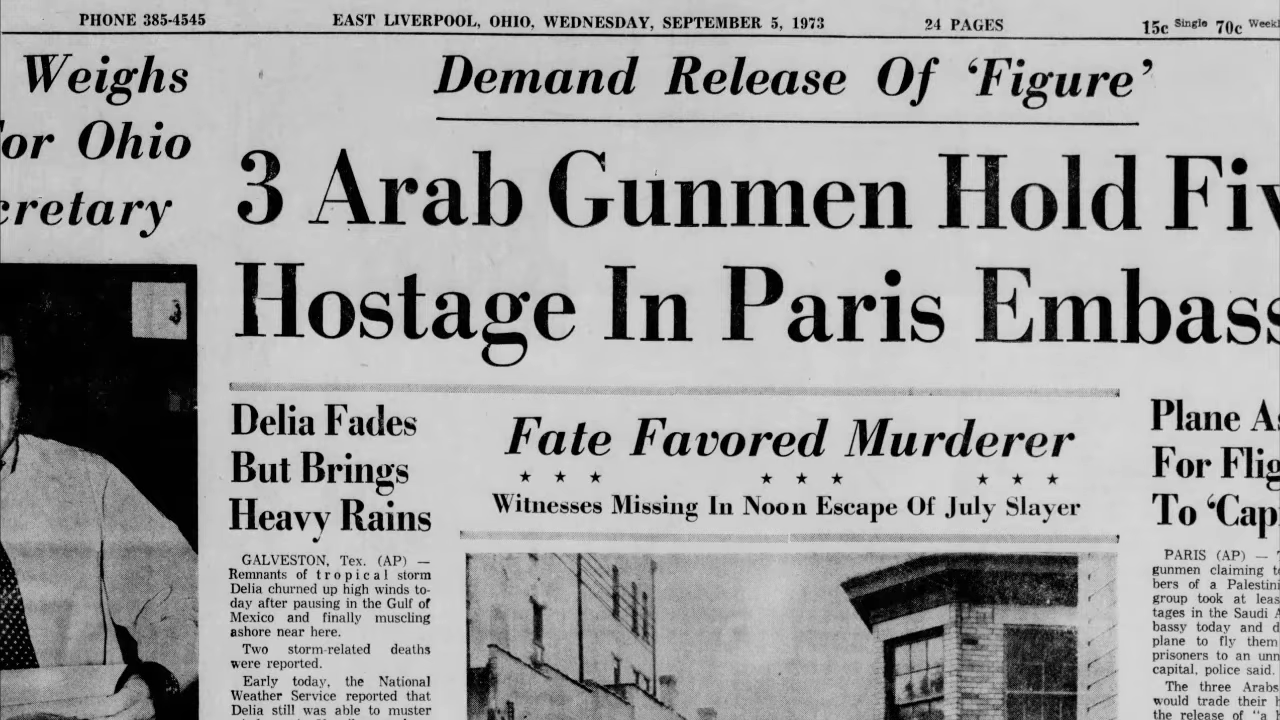 PHONE 385-4545 EAST LIVERPOOL, OHIO, WEDNESDAY, SEPTEMBER 5, 1973 24 PAGES 15c Single 70c Weekl
Weighs
or Ohio
cretary
Demand Release Of ‘Figure’
3 Arab Gunmen Hold Fiv
Hostage In Paris Embass
Delia Fades
But Brings
Heavy Rains
GALVESTON, Tex. (AP) —
Remnants of tropical storm
Delia churned up high winds to-
day after pausing in the Gulf of
Mexico and finally muscling
ashore near here.
Two storm-related deaths
were reported.
Early today, the National
Weather Service reported that
Delia still was able to muster
Fate Favored Murderer
★ ★ ★ ★ ★ ★ ★ ★ ★
Witnesses Missing In Noon Escape Of July Slayer
Plane As
For Flig
To ‘Capi
PARIS (AP) —
gunmen claiming to
bers of a Palestini
group took at leas
tages in the Saudi A
bassy today and d
plane to fly them
prisoners to an unn
capital, police said.
The three Arabs
would trade their h
the release of “a